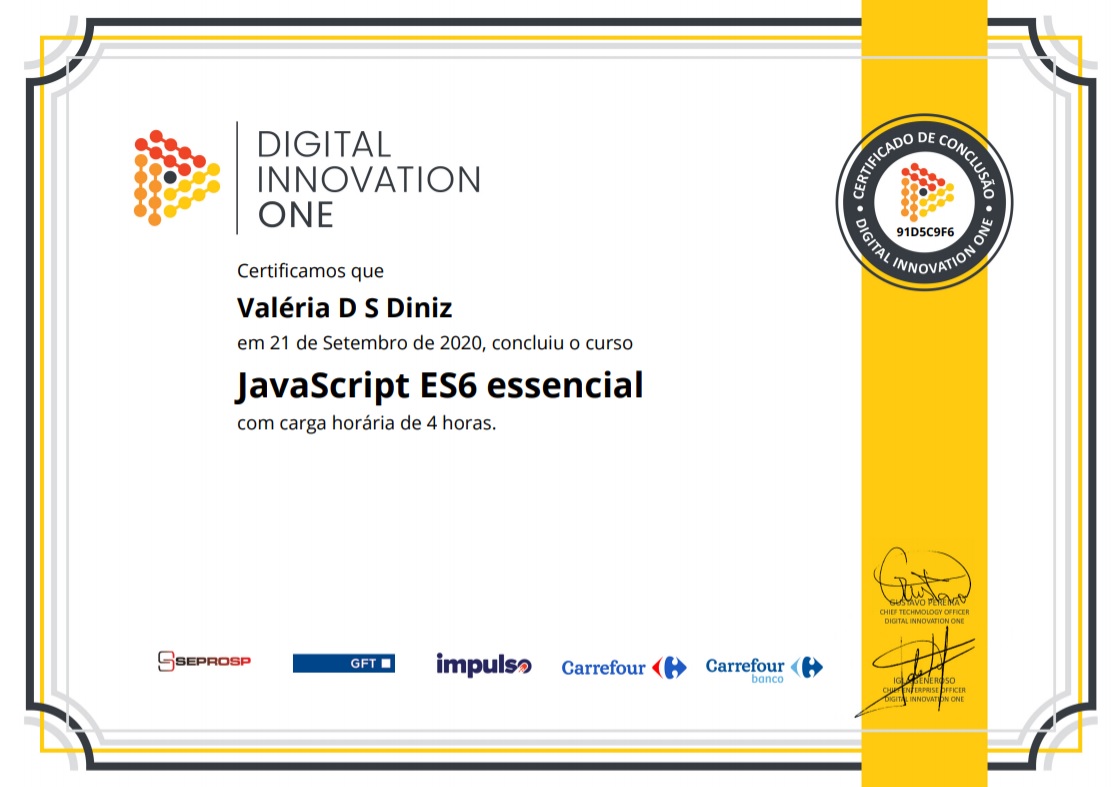 DIGITAL
INNOVATION
ONE
CERTIFICADO DE CONCLUSÃO
91D5C9F6
DIGITAL INNOVATION ONE
Certificamos que
Valéria D S Diniz
em 21 de Setembro de 2020, concluiu o curso
JavaScript ES6 essencial
com carga horária de 4 horas.
GUSTAVO PEREIRA
CHIEF TECHMOLOGY OFFICER
DIGITAL INNOVATION ONE
SEPROSP
GFT
impulso
Carrefour
Carrefour
banco
GENEROSO
CHIEF ENTERPRISE OFFICER
DIGITAL INNOVATION ONE